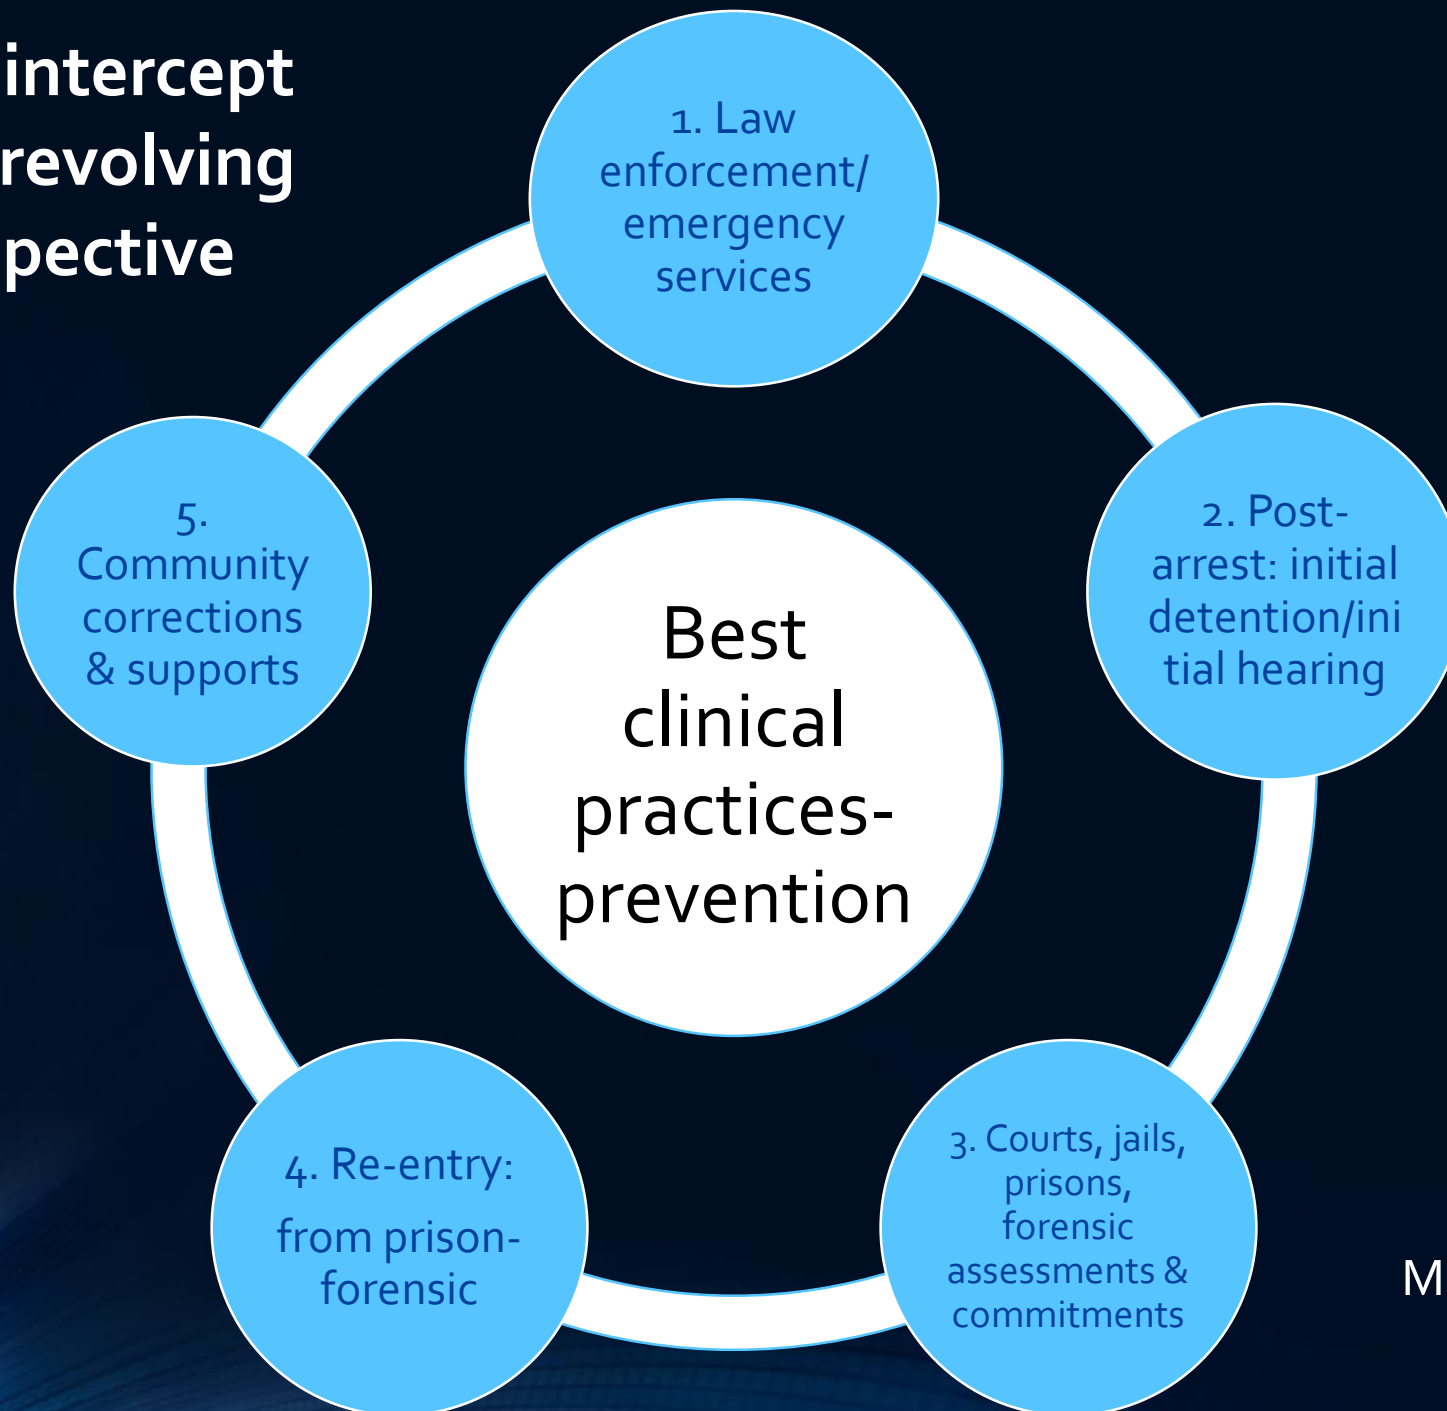 intercept
revolving
pective
1. Law
enforcement/
emergency
services
2. Post-
arrest: initial
detention/ini
tial hearing
3. Courts, jails,
prisons,
forensic
assessments &
commitments
4. Re-entry:
from prison-
forensic
5.
Community
corrections
& supports
Best
clinical
practices-
prevention
M